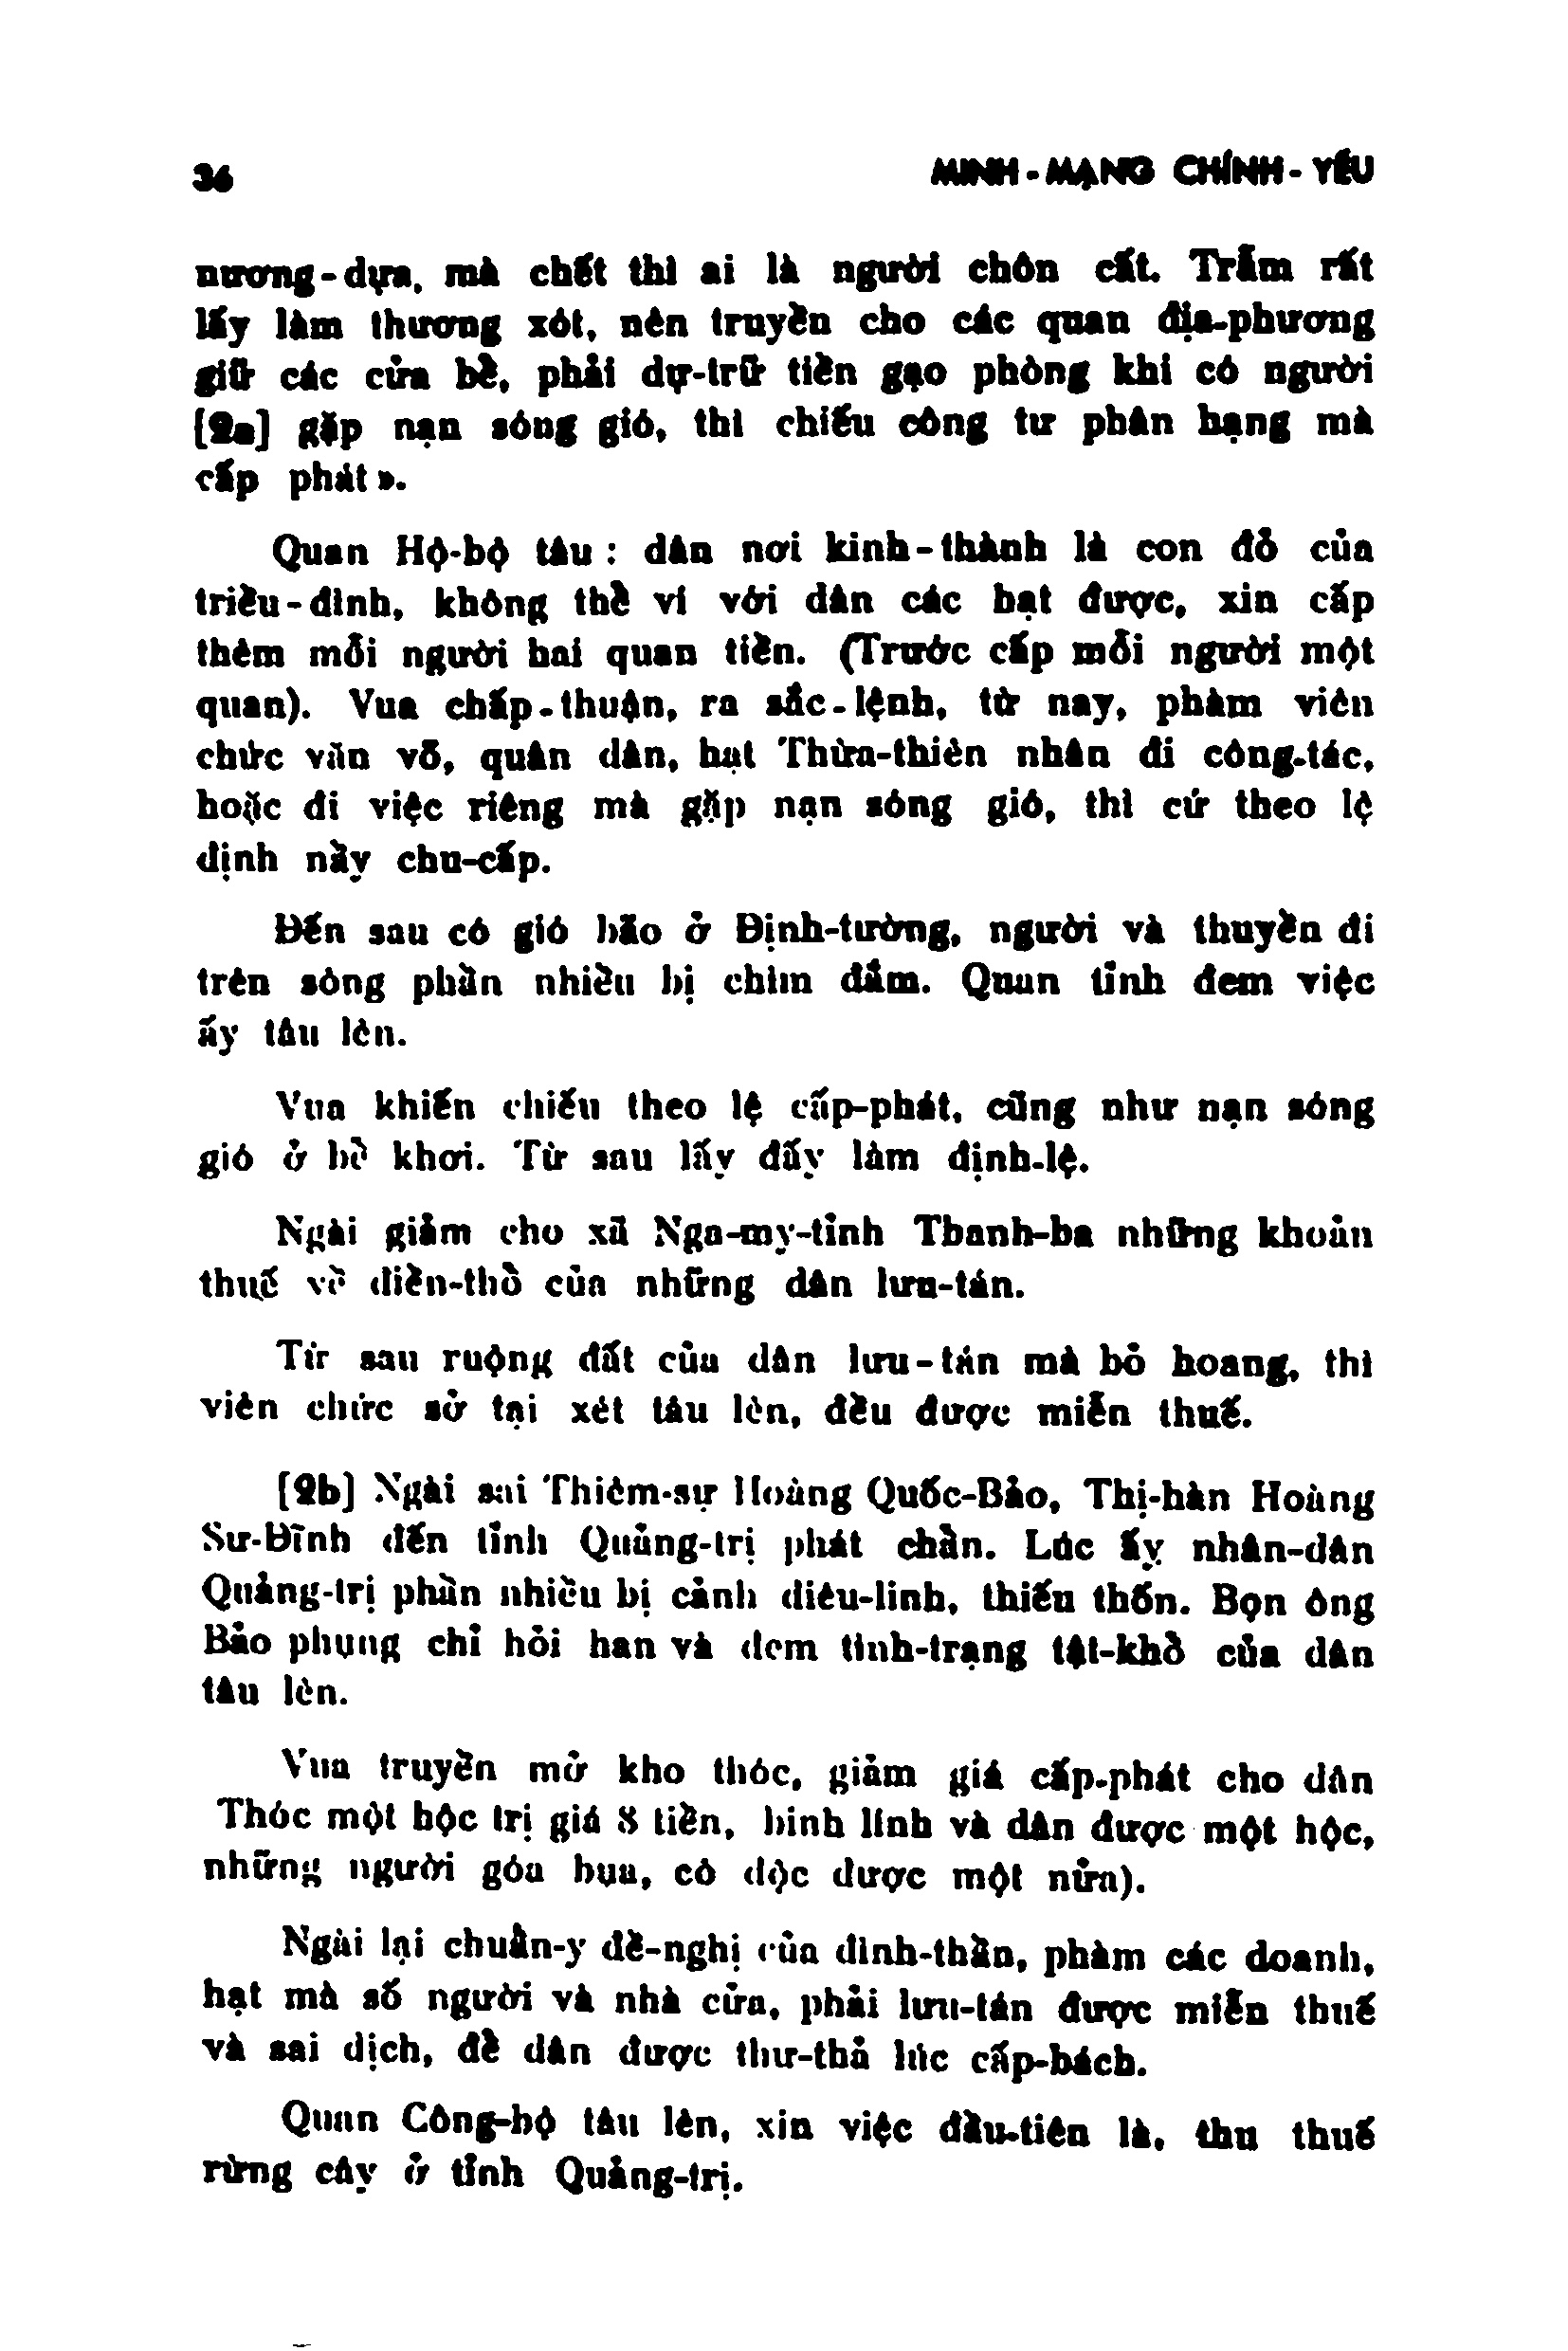 36
MINH - MẠNG CHÍNH - YẾU
nương - dựa, mà chết thì ai là người chôn cất. Trẫm rất
lấy làm thương xót, nên truyền cho các quan địa-phương
giữ các cửa bể, phải dự-trữ tiền gạo phòng khi có người
[2a] gặp nạn sóng gió, thì chiếu công tư phân hạng mà
cấp phát ».
Quan Hộ-bộ tâu : dân nơi kinh - thành là con đỏ của
triều - đình, không thể ví với dân các hạt được, xin cấp
thêm mỗi người hai quan tiền. (Trước cấp mỗi người một
quan). Vua chấp - thuận, ra sắc - lệnh, từ nay, phàm viên
chức văn võ, quân dân, hạt Thừa-thiên nhân đi công-tác,
hoặc đi việc riêng mà gặp nạn sóng gió, thì cứ theo lệ
định nầy chu-cấp.
Đến sau có gió bão ở Định-tường, người và thuyền đi
trên sông phần nhiều bị chìm đắm. Quan tỉnh đem việc
ấy tâu lên.
Vua khiến chiếu theo lệ cấp-phát, cũng như nạn sóng
gió ở bể khơi. Từ sau lấy đấy làm định-lệ.
Ngài giảm cho xã Nga-my-tỉnh Thanh-ba những khoản
thuế về điền-thổ của những dân lưu-tán.
Từ sau ruộng đất của dân lưu - tán mà bỏ hoang, thì
viên chức sở tại xét tâu lên, đều được miễn thuế.
[2b] Ngài sai Thiêm-sự Hoàng Quốc-Bảo, Thị-hàn Hoàng
Sư-Đĩnh đến tỉnh Quảng-trị phát chần. Lúc ấy nhân-dân
Quảng-trị phần nhiều bị cảnh diêu-linh, thiếu thốn. Bọn ông
Bảo phụng chỉ hỏi han và đem tình-trạng tật-khổ của dân
tâu lên.
Vua truyền mở kho thóc, giảm giá cấp-phát cho dân
Thóc một hộc trị giá 8 tiền, binh lính và dân được một hộc,
những người góa bụa, cô độc được một nửa).
Ngài lại chuẩn-y đề-nghị của đình-thần, phàm các doanh,
hạt mà số người và nhà cửa, phải lưu-tán được miễn thuế
và sai dịch, để dân được thư-thả lúc cấp-bách.
Quan Công-bộ tâu lên, xin việc đầu-tiên là, thu thuế
rừng cây ở tỉnh Quảng-trị.